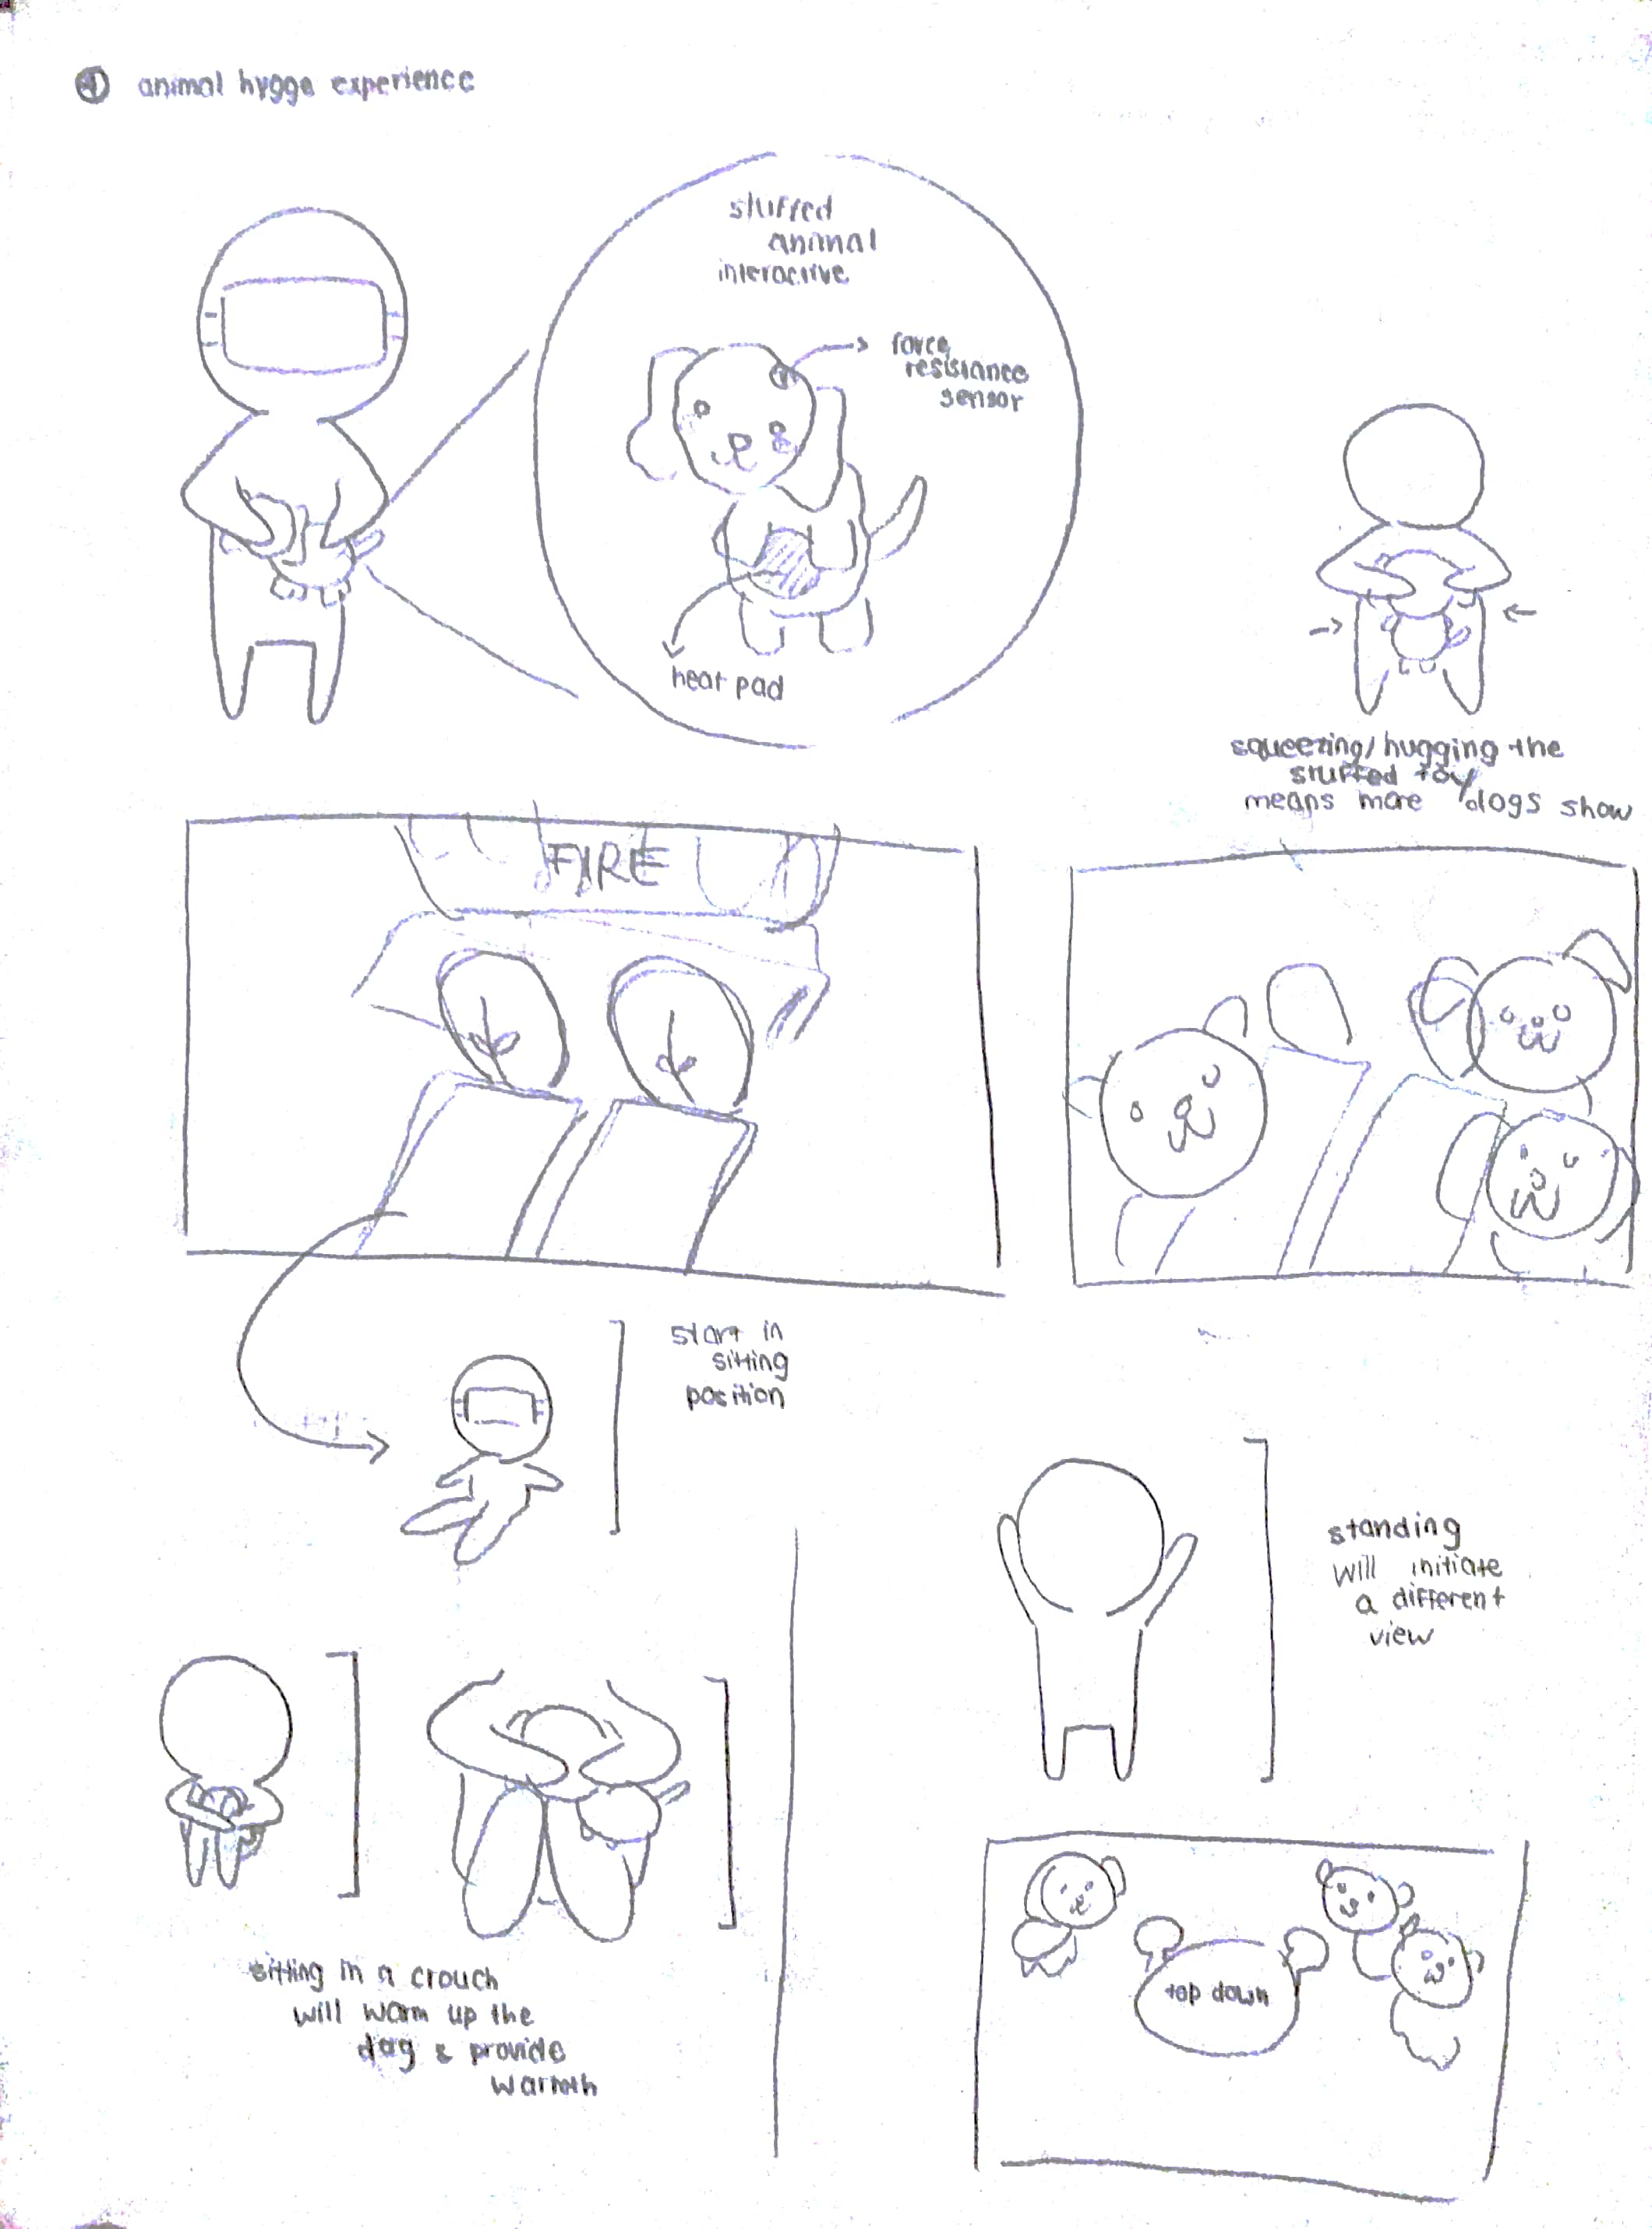 ④ animal hygge experience
stuffed
animal
interactive
force
resistance
sensor
heat pad
squeezing/hugging the
stuffed toy
means more dogs show
FIRE
start in
sitting
position
standing
will initiate
a different
view
sitting in a crouch
will warm up the
dog & provide
warmth
top down